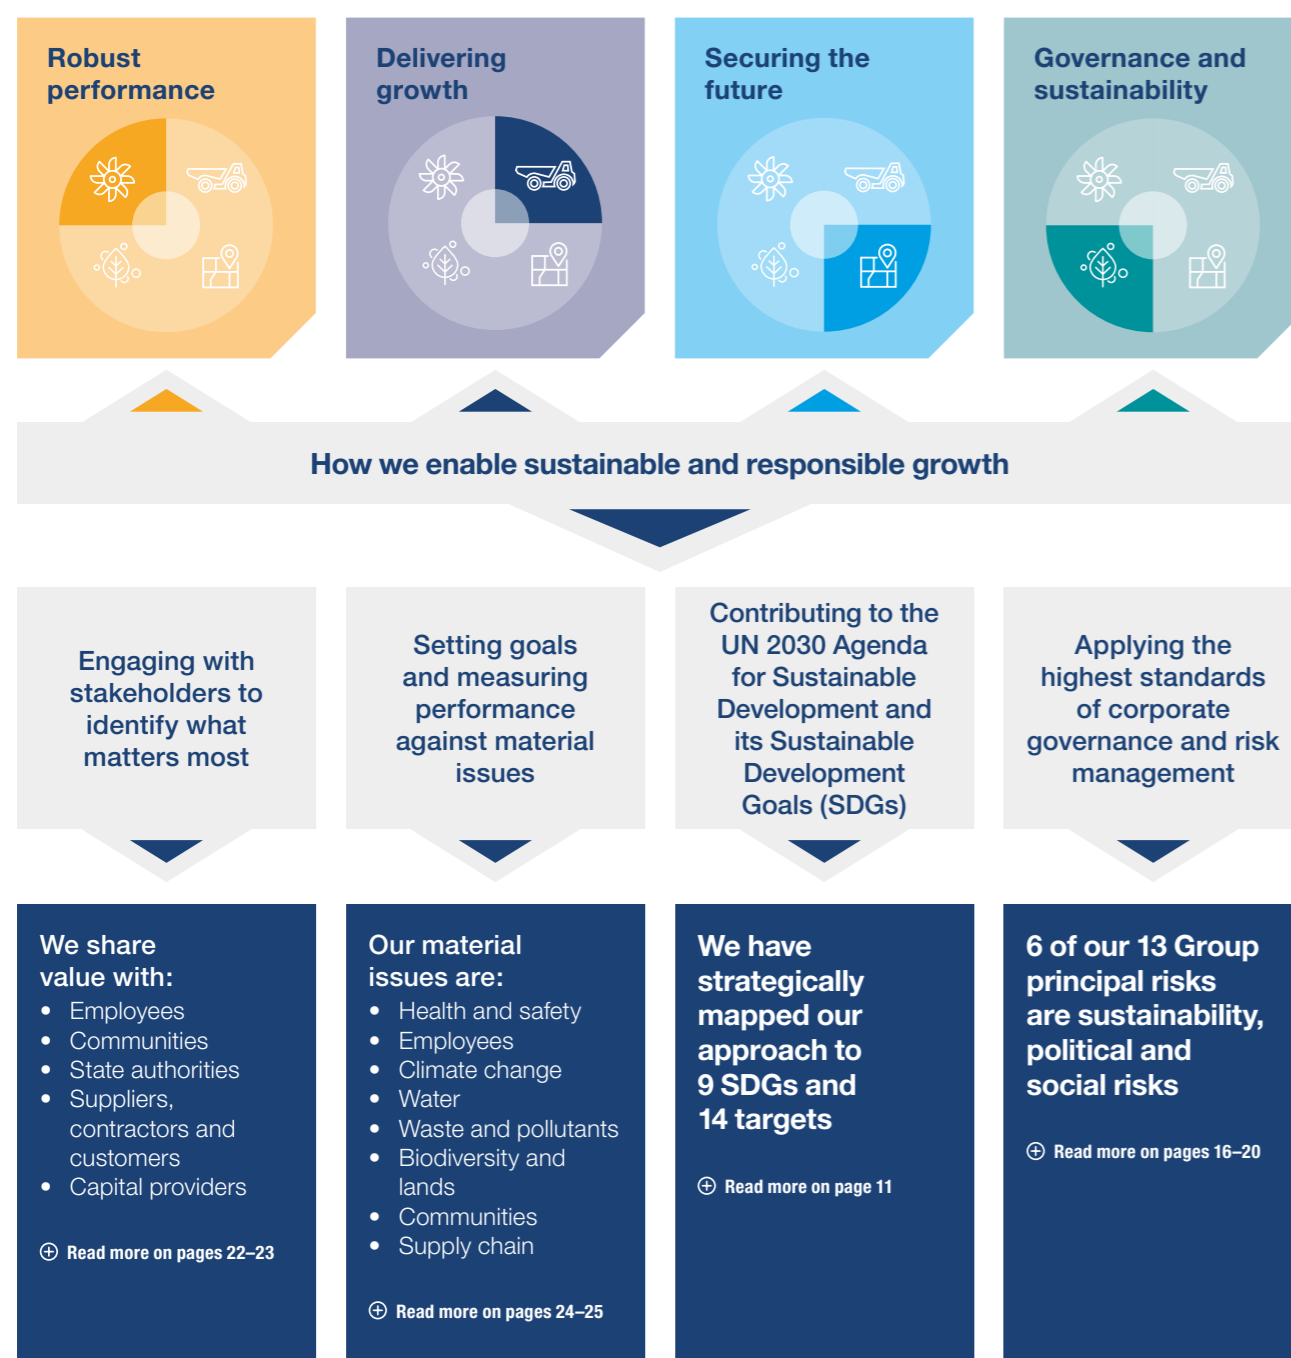 Robust
performance
Delivering
growth
Securing the
future
Governance and
sustainability
How we enable sustainable and responsible growth
Engaging with
stakeholders to
identify what
matters most
Setting goals
and measuring
performance
against material
issues
Contributing to the
UN 2030 Agenda
for Sustainable
Development and
its Sustainable
Development
Goals (SDGs)
Applying the
highest standards
of corporate
governance and risk
management
We share
value with:
• Employees
• Communities
• State authorities
• Suppliers,
contractors and
customers
• Capital providers
Read more on pages 22–23
Our material
issues are:
• Health and safety
• Employees
• Climate change
• Water
• Waste and pollutants
• Biodiversity and
lands
• Communities
• Supply chain
Read more on pages 24–25
We have
strategically
mapped our
approach to
9 SDGs and
14 targets
Read more on page 11
6 of our 13 Group
principal risks
are sustainability,
political and
social risks
Read more on pages 16–20